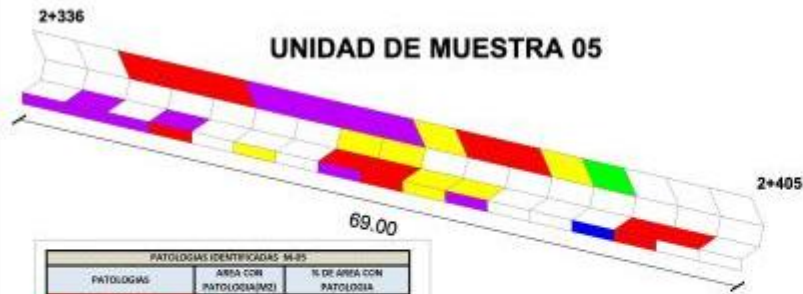 2+336
UNIDAD DE MUESTRA 05
2+405
69.00
PATOLOGIAS IDENTIFICADAS M-05
PATOLOGIAS
AREA CON PATOLOGIA(M2)
% DE AREA CON PATOLOGIA